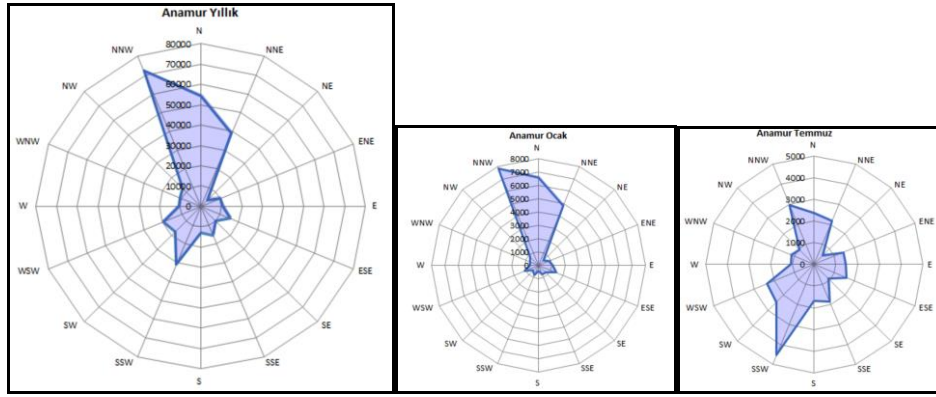 Anamur Yıllık
N
NNW
NNE
NW
NE
WNW
ENE
W
E
WSW
ESE
SW
SE
SSW
SSE
S
80000
70000
60000
50000
40000
30000
20000
10000
0
Anamur Ocak
N
NNW
NNE
NW
NE
WNW
ENE
W
E
WSW
ESE
SW
SE
SSW
SSE
S
8000
7000
6000
5000
4000
3000
2000
1000
0
Anamur Temmuz
N
NNW
NNE
NW
NE
WNW
ENE
W
E
WSW
ESE
SW
SE
SSW
SSE
S
5000
4000
3000
2000
1000
0